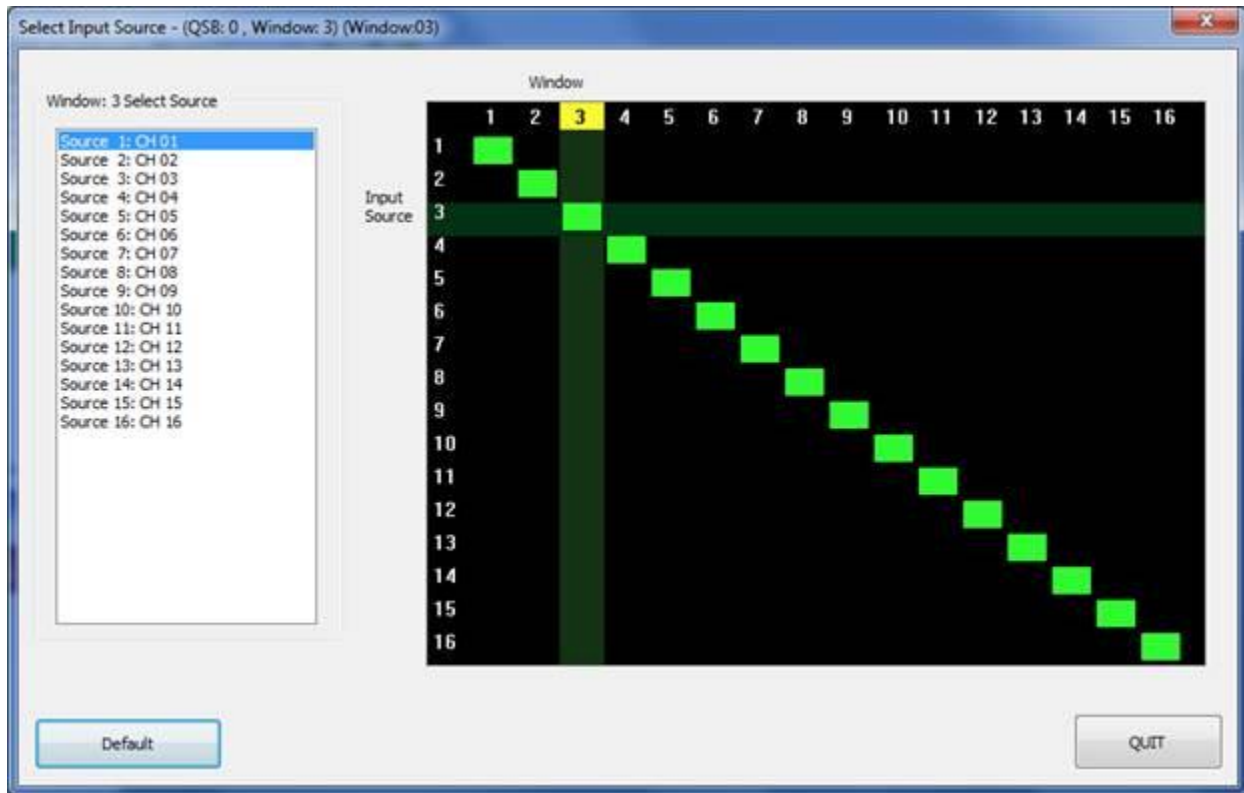 Select Input Source - (QSB: 0 , Window: 3) (Window:03)
Window: 3 Select Source
Source 1: CH 01
Source 2: CH 02
Source 3: CH 03
Source 4: CH 04
Source 5: CH 05
Source 6: CH 06
Source 7: CH 07
Source 8: CH 08
Source 9: CH 09
Source 10: CH 10
Source 11: CH 11
Source 12: CH 12
Source 13: CH 13
Source 14: CH 14
Source 15: CH 15
Source 16: CH 16
Window
1 2 3 4 5 6 7 8 9 10 11 12 13 14 15 16
Input
Source
1
2
3
4
5
6
7
8
9
10
11
12
13
14
15
16
Default
QUIT